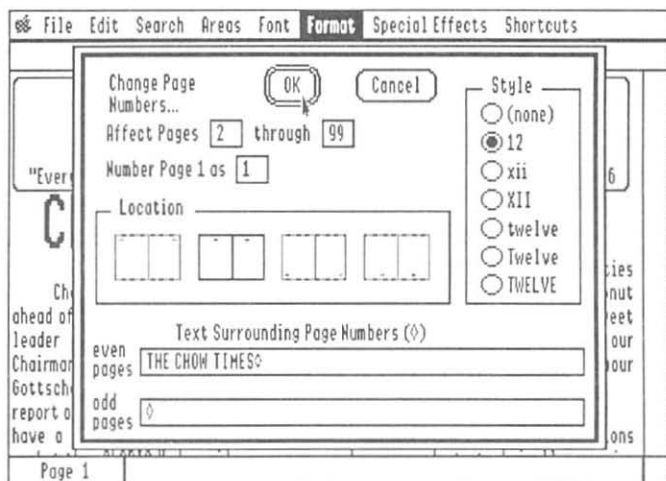 File Edit Search Areas Font Format Special Effects Shortcuts
Change Page
Numbers...
OK
Cancel
Affect Pages 2 through 99
Number Page 1 as 1
Location
Style
(none)
12
xii
XII
twelve
Twelve
TWELVE
Text Surrounding Page Numbers (◊)
even
pages
THE CHOW TIMES◊
odd
pages
◊
"Ever
6
C
Ch
ahead of
leader
Chairman
Gottsch
report a
have a
ties
nut
eet
our
our
ions
Page 1